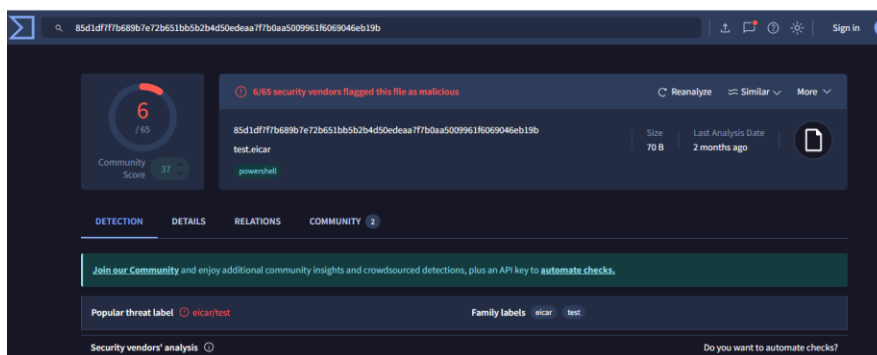 85d1df7f7b689b7e72b651bb5b2b4d50edeaa7f7b0aa5009961f6069046eb19b
Sign in
6
/ 65
Community Score
37
6/65 security vendors flagged this file as malicious
Reanalyze
Similar
More
85d1df7f7b689b7e72b651bb5b2b4d50edeaa7f7b0aa5009961f6069046eb19b
test.eicar
powershell
Size
70 B
Last Analysis Date
2 months ago
DETECTION
DETAILS
RELATIONS
COMMUNITY 2
Join our Community and enjoy additional community insights and crowdsourced detections, plus an API key to automate checks.
Popular threat label eicar/test
Family labels eicar test
Security vendors' analysis
Do you want to automate checks?